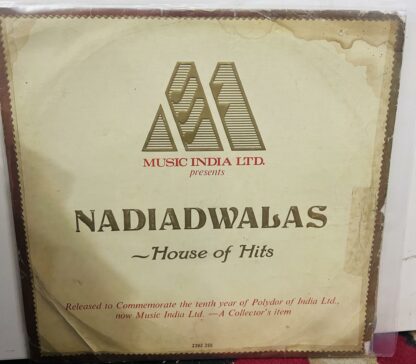 MUSIC INDIA LTD.
presents
NADIADWALAS
~House of Hits
Released to Commemorate the tenth year of Polydor of India Ltd.,
now Music India Ltd. —A Collector's item